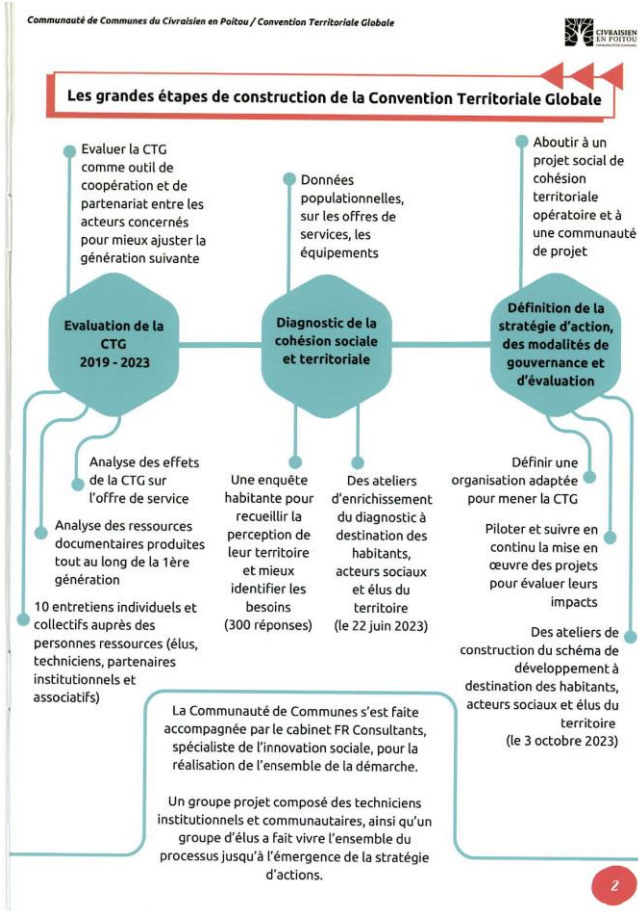 Communauté de Communes du Civraisien en Poitou / Convention Territoriale Globale
CIVRAISIEN
EN POITOU
COMMUNAUTÉ DE COMMUNES
Les grandes étapes de construction de la Convention Territoriale Globale
Evaluer la CTG
comme outil de
coopération et de
partenariat entre les
acteurs concernés
pour mieux ajuster la
génération suivante
Données
populationnelles,
sur les offres de
services, les
équipements
Aboutir à un
projet social de
cohésion
territoriale
opératoire et à
une communauté
de projet
Evaluation de la
CTG
2019 - 2023
Diagnostic de la
cohésion sociale
et territoriale
Définition de la
stratégie d'action,
des modalités de
gouvernance et
d'évaluation
Analyse des effets
de la CTG sur
l'offre de service
Analyse des ressources
documentaires produites
tout au long de la 1ère
génération
10 entretiens individuels et
collectifs auprès des
personnes ressources (élus,
techniciens, partenaires
institutionnels et
associatifs)
Une enquête
habitante pour
recueillir la
perception de
leur territoire
et mieux
identifier les
besoins
(300 réponses)
Des ateliers
d'enrichissement
du diagnostic à
destination des
habitants,
acteurs sociaux
et élus du
territoire
(le 22 juin 2023)
Définir une
organisation adaptée
pour mener la CTG
Piloter et suivre en
continu la mise en
œuvre des projets
pour évaluer leurs
impacts
Des ateliers de
construction du schéma de
développement à
destination des habitants,
acteurs sociaux et élus du
territoire
(le 3 octobre 2023)
La Communauté de Communes s'est faite
accompagnée par le cabinet FR Consultants,
spécialiste de l'innovation sociale, pour la
réalisation de l'ensemble de la démarche.
Un groupe projet composé des techniciens
institutionnels et communautaires, ainsi qu'un
groupe d'élus a fait vivre l'ensemble du
processus jusqu'à l'émergence de la stratégie
d'actions.
2